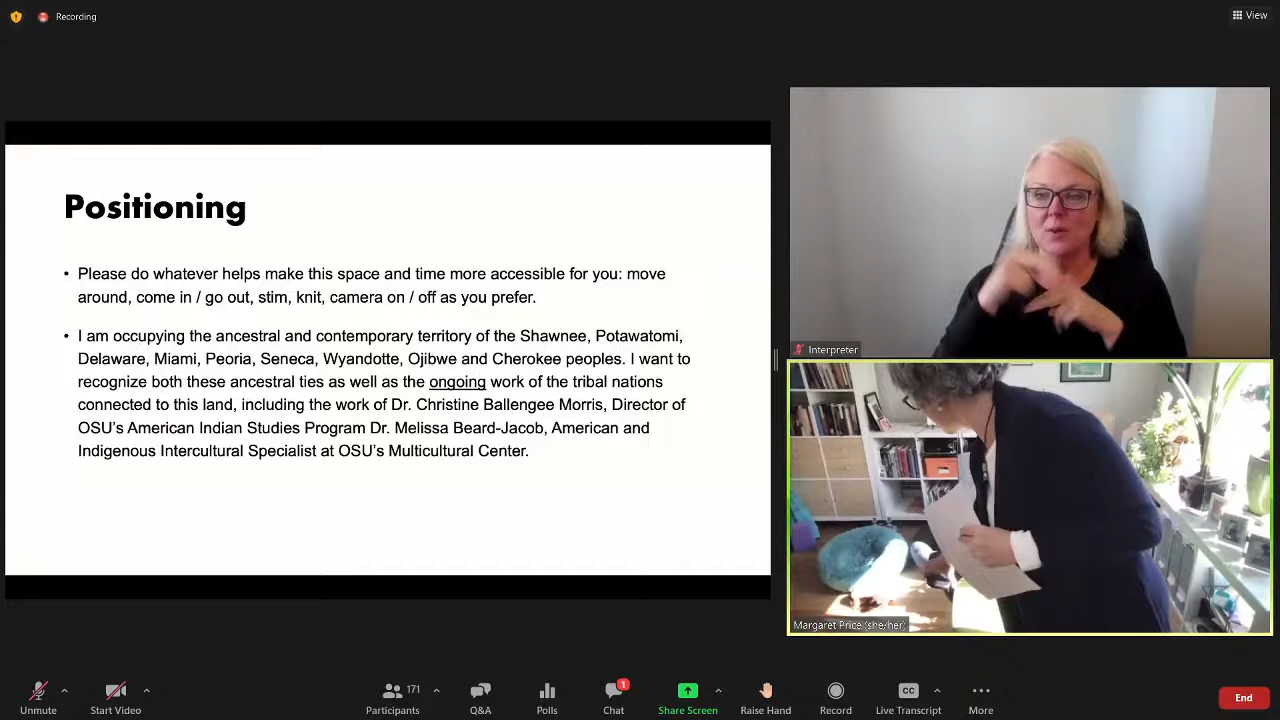 Recording
View
Positioning
• Please do whatever helps make this space and time more accessible for you: move
around, come in / go out, stim, knit, camera on / off as you prefer.
• I am occupying the ancestral and contemporary territory of the Shawnee, Potawatomi,
Delaware, Miami, Peoria, Seneca, Wyandotte, Ojibwe and Cherokee peoples. I want to
recognize both these ancestral ties as well as the ongoing work of the tribal nations
connected to this land, including the work of Dr. Christine Ballengee Morris, Director of
OSU's American Indian Studies Program Dr. Melissa Beard-Jacob, American and
Indigenous Intercultural Specialist at OSU's Multicultural Center.
Interpreter
Margaret Price (she/her)
Unmute
Start Video
171
Participants
Q&A
Polls
1
Chat
Share Screen
Raise Hand
Record
CC
Live Transcript
More
End